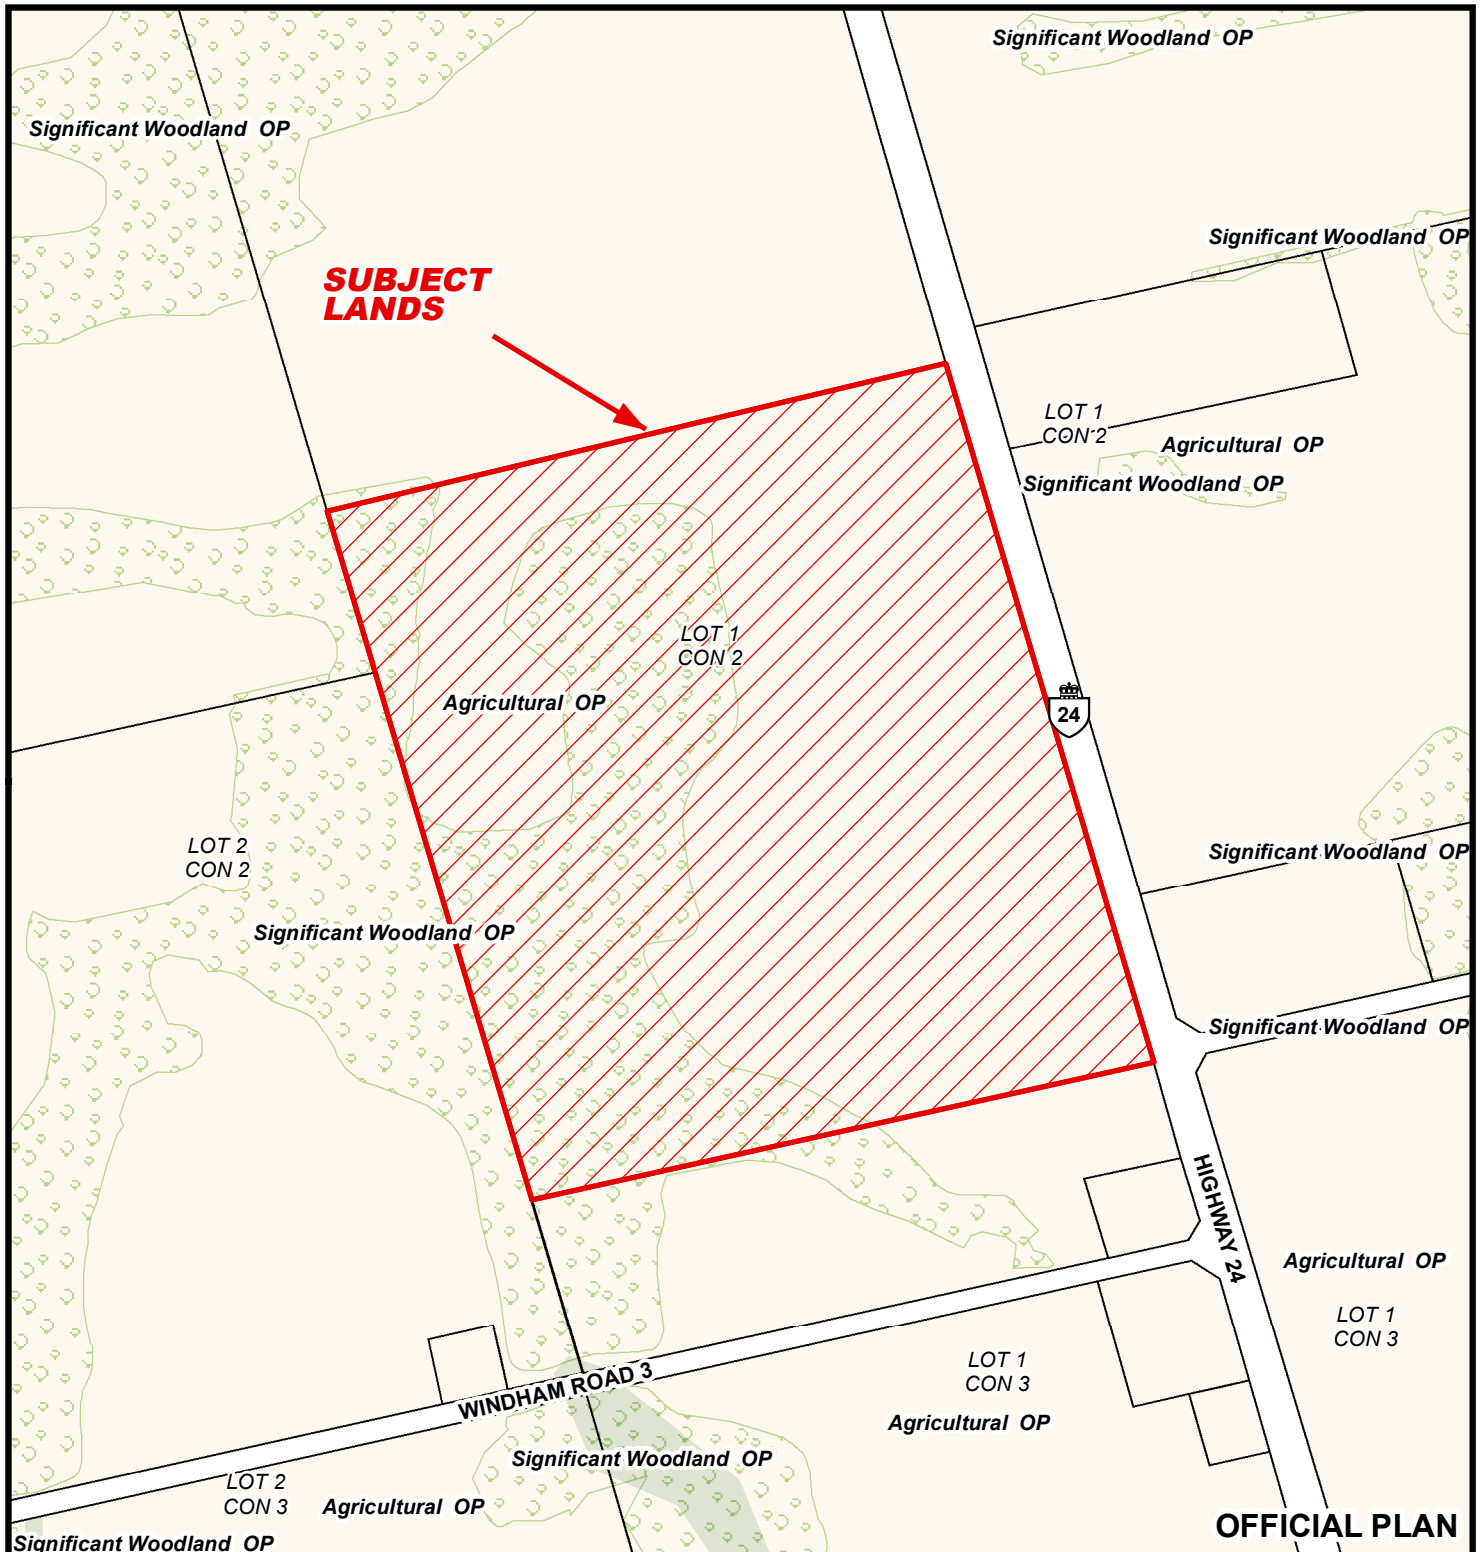 Significant Woodland OP
Significant Woodland OP
Significant Woodland OP
SUBJECT
LANDS
LOT 1
CON 2
Agricultural OP
Significant Woodland OP
LOT 1
CON 2
Agricultural OP
24
LOT 2
CON 2
Significant Woodland OP
Significant Woodland OP
Significant Woodland OP
HIGHWAY 24
Agricultural OP
LOT 1
CON 3
LOT 1
CON 3
WINDHAM ROAD 3
Agricultural OP
Significant Woodland OP
LOT 2
CON 3
Agricultural OP
OFFICIAL PLAN
Significant Woodland OP